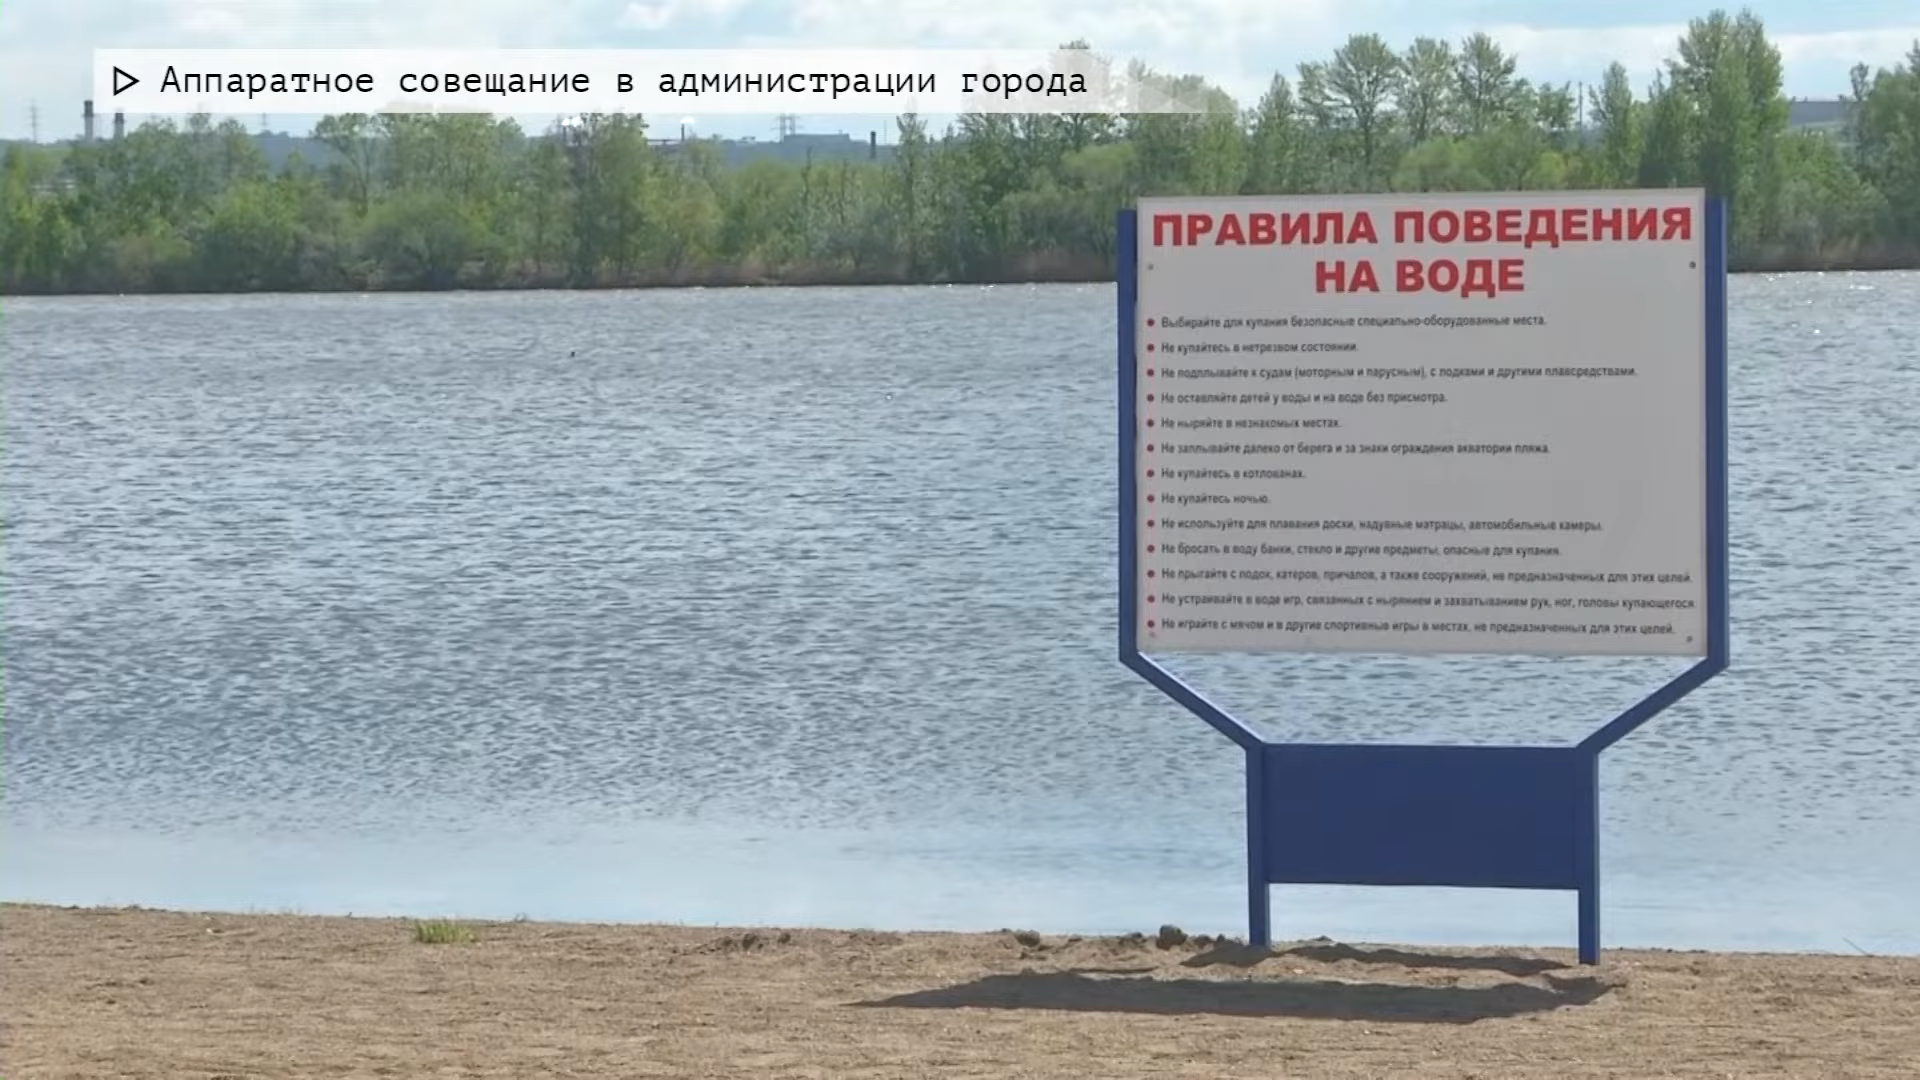 Аппаратное совещание в администрации города
ПРАВИЛА ПОВЕДЕНИЯ
НА ВОДЕ
Выбирайте для купания безопасные специально-оборудованные места.
Не купайтесь в нетрезвом состоянии.
Не подплывайте к судам (моторным и парусным), с лодками и другими плавсредствами.
Не оставляйте детей у воды и на воде без присмотра.
Не ныряйте в незнакомых местах.
Не заплывайте далеко от берега и за знаки ограждения акватории пляжа.
Не купайтесь в котлованах.
Не купайтесь ночью.
Не используйте для плавания доски, надувные матрацы, автомобильные камеры.
Не бросать в воду банки, стекло и другие предметы, опасные для купания.
Не прыгайте с лодок, катеров, причалов, а также сооружений, не предназначенных для этих целей.
Не устраивайте в воде игр, связанных с нырянием и захватыванием рук, ног, головы купающегося.
Не играйте с мячом и в другие спортивные игры в местах, не предназначенных для этих целей.